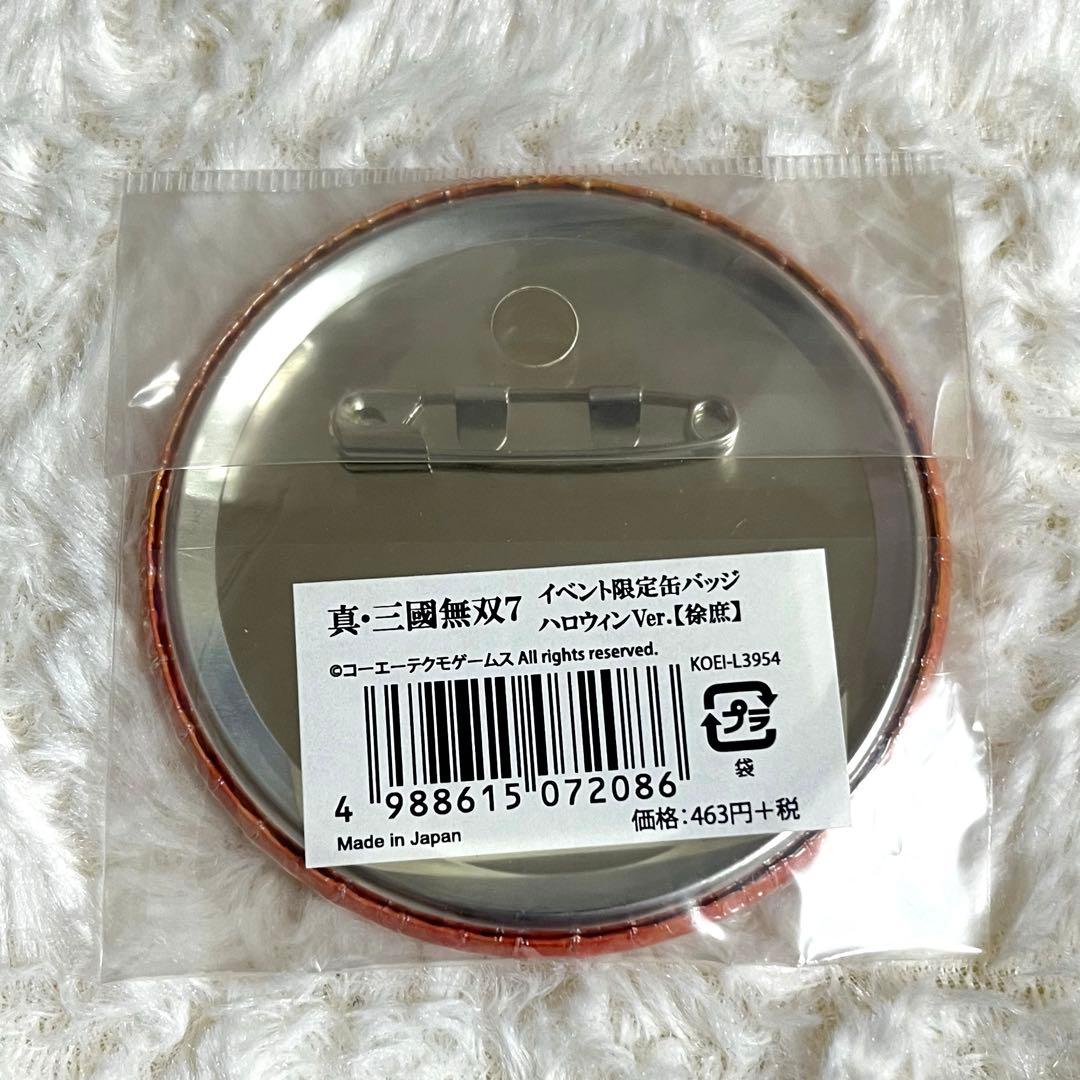 真・三國無双7
イベント限定缶バッジ
ハロウィンVer.【徐庶】
©コーエーテクモゲームス All rights reserved.
KOEI-L3954
プラ
袋
4 988615 072086
価格:463円+税
Made in Japan